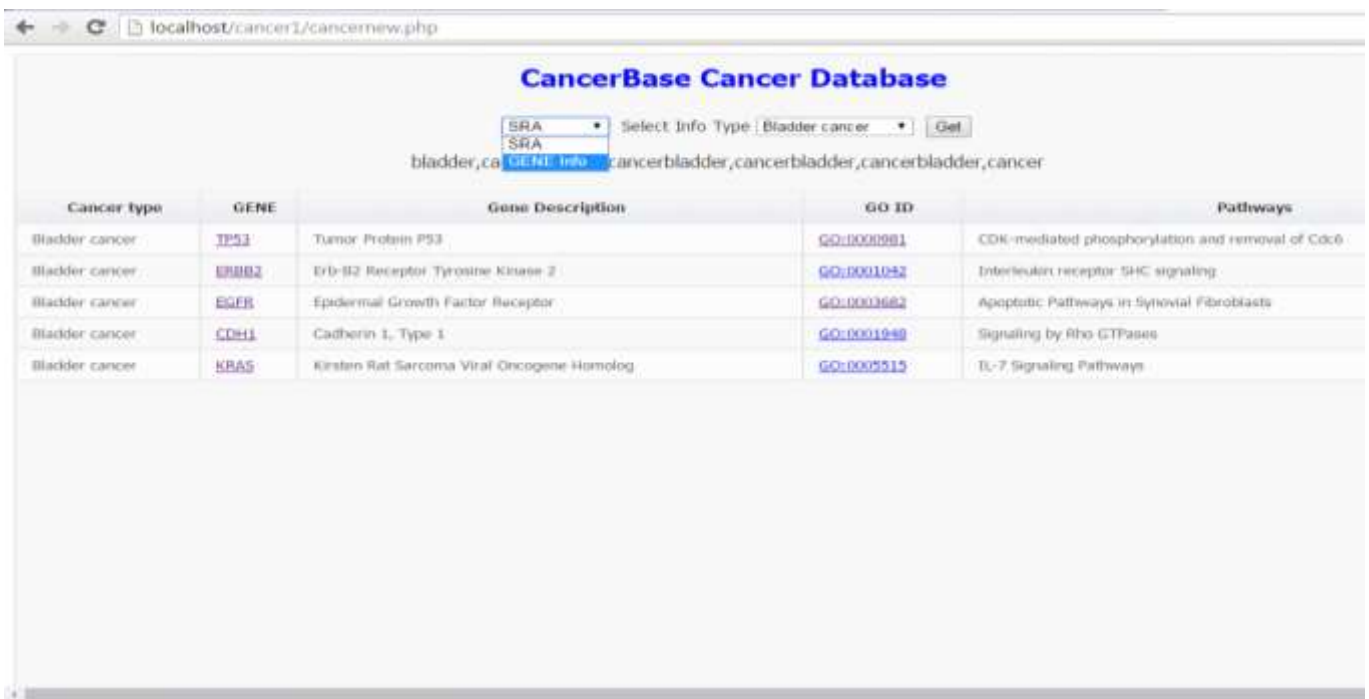 localhost/cancer1/cancernew.php
CancerBase Cancer Database
SRA Select Info Type Bladder cancer Get
SRA
GENE Info
bladder,ca cancerbladder,cancerbladder,cancerbladder,cancer
Cancer type GENE Gene Description GO ID Pathways
Bladder cancer TP53 Tumor Protein P53 GO:0000981 CDK-mediated phosphorylation and removal of Cdc6
Bladder cancer ERBB2 Erb-B2 Receptor Tyrosine Kinase 2 GO:0001042 Interleukin receptor SHC signaling
Bladder cancer EGFR Epidermal Growth Factor Receptor GO:0003682 Apoptotic Pathways in Synovial Fibroblasts
Bladder cancer CDH1 Cadherin 1, Type 1 GO:0001948 Signaling by Rho GTPases
Bladder cancer KRAS Kirsten Rat Sarcoma Viral Oncogene Homolog GO:0005515 IL-7 Signaling Pathways